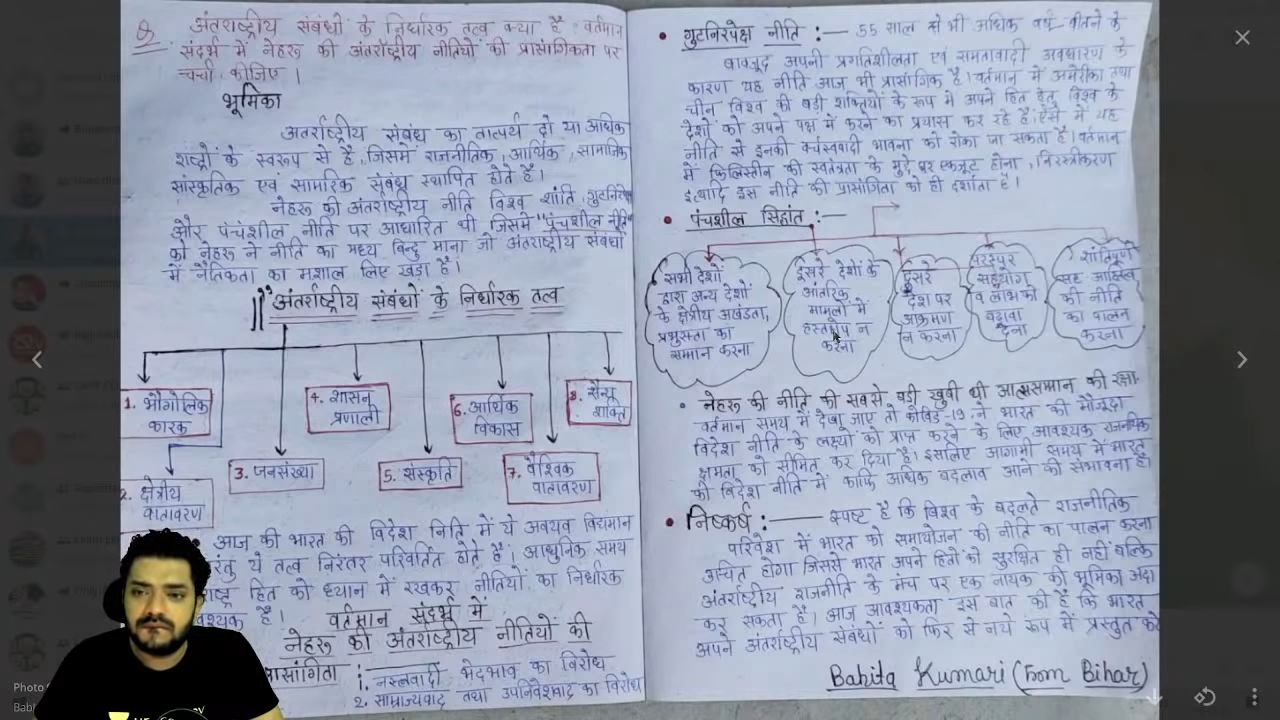 Q. अंतराष्ट्रीय संबंधों के निर्धारक तत्व क्या है ? वर्तमान
संदर्भ में नेहरू की अंतराष्ट्रीय नीतियों की प्रासंगिकता पर
चर्चा कीजिए ।
भूमिका
अंतर्राष्ट्रीय संबंध का तात्पर्य दो या अधिक
राष्ट्रों के स्वरूप से है, जिसमें राजनीतिक, आर्थिक, सामाजिक
सांस्कृतिक एवं सामरिक संबंध स्थापित होते हैं।
नेहरू की अंतराष्ट्रीय नीति विश्व शांति, गुटनिरपेक्ष
और पंचशील नीति पर आधारित थी जिसमें "पंचशील नीति"
को नेहरू ने नीति का मध्य बिन्दु माना जो अंतराष्ट्रीय संबंधों
में नैतिकता का मशाल लिए खड़ा है।
अंतर्राष्ट्रीय संबंधों के निर्धारक तत्व
1. भौगोलिक
कारक
4. शासन
प्रणाली
6. आर्थिक
विकास
8. सैन्य
शक्ति
2. क्षेत्रीय
वातावरण
3. जनसंख्या
5. संस्कृति
7. वैश्विक
वातावरण
आज की भारत की विदेश निति में ये अवयव विद्यमान
ये तत्व निरंतर परिवर्तित होते हैं। आधुनिक समय
हित को ध्यान में रखकर नीतियों का निर्धारक
है।
वर्तमान संदर्भ में
नेहरू की अंतराष्ट्रीय नीतियों की
प्रासांगिता
1. नस्लवादी भेदभाव का विरोध
2. साम्राज्यवाद तथा उपनिवेशवाद का विरोध
• गुटनिरपेक्ष नीति :— 55 साल से भी अधिक वर्ष बीतने के
बावजूद अपनी प्रगतिशीलता एवं समतावादी अवधारण के
कारण यह नीति आज भी प्रासंगिक है। वर्तमान में अमेरीका तथा
चीन विश्व की बड़ी शक्तियों के रूप में अपने हित हेतु विश्व के
देशों को अपने पक्ष में करने का प्रयास कर रहे हैं, ऐसे में यह
नीति से इनकी वर्चस्ववादी भावना को रोका जा सकता है। वर्तमान
में फिलिस्तीन की स्वतंत्रता के मुद्दे पर एकजूट होना, निरस्त्रीकरण
इत्यादि इस नीति की प्रासंगिता को ही दर्शाता है।
• पंचशील सिद्दांत :—
सभी देशों
द्वारा अन्य देशों
के क्षेत्रीय अखंडता,
प्रभुसत्ता का
सम्मान करना
दूसरे देशों के
आंतरिक
मामूलों में
हस्तक्षेप न
करना
दूसरे
देश पर
आक्रमण
न करना
परस्पर
सहयोग
व लाभ को
बढ़ावा
देना
शांतिपूर्ण
सह अस्तित्व
की नीति
का पालन
करना
• नेहरू की नीति की सबसे बड़ी खुबी थी आत्मसम्मान की रक्षा
वर्तमान समय में देखा जाए तो कोविड-19 ने भारत की मौजूदा
विदेश नीति के लक्ष्यों को प्राप्त करने के लिए आवश्यक राजनयिक
क्षमता को सीमित कर दिया है। इसलिए आगामी समय में भारत
की विदेश नीति में काफि अधिक बदलाव आने की संभावना है।
• निष्कर्ष :— स्पष्ट है कि विश्व के बदलते राजनीतिक
परिवेश में भारत को समायोजन की नीति का पालन करना
उचित होगा जिससे भारत अपने हितों को सुरक्षित ही नहीं बल्कि
अंतर्राष्ट्रीय राजनीति के मंच पर एक नायक की भूमिका अदा
कर सकता है। आज आवश्यकता इस बात की है कि भारत
अपने अंतर्राष्ट्रीय संबंधों को फिर से नये रूप में प्रस्तुत करे
Babita Kumari (from Bihar)
Photo